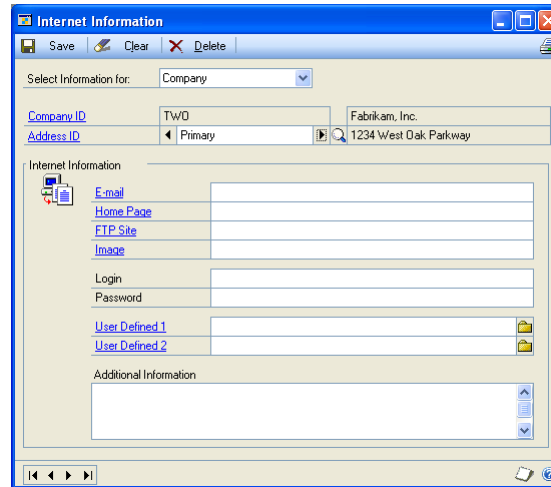 Internet Information
Save Clear Delete
Select Information for: Company
Company ID TWO Fabrikam, Inc.
Address ID Primary 1234 West Oak Parkway
Internet Information
E-mail
Home Page
FTP Site
Image
Login
Password
User Defined 1
User Defined 2
Additional Information